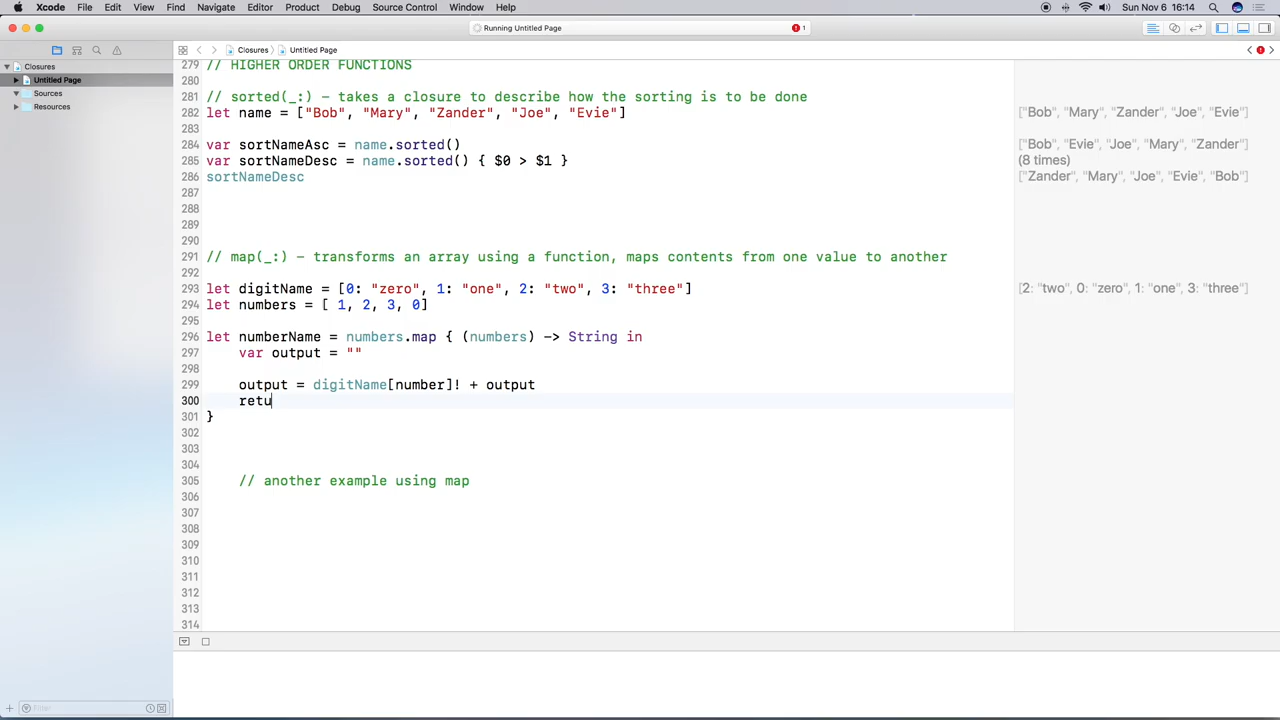 Xcode File Edit View Find Navigate Editor Product Debug Source Control Window Help Sun Nov 6 16:14
Running Untitled Page 1
Closures Untitled Page
Closures
Untitled Page
Sources
Resources
279 // HIGHER ORDER FUNCTIONS
280
281 // sorted(_:) – takes a closure to describe how the sorting is to be done
282 let name = ["Bob", "Mary", "Zander", "Joe", "Evie"] ["Bob", "Mary", "Zander", "Joe", "Evie"]
283
284 var sortNameAsc = name.sorted() ["Bob", "Evie", "Joe", "Mary", "Zander"]
285 var sortNameDesc = name.sorted() { $0 > $1 } (8 times)
286 sortNameDesc ["Zander", "Mary", "Joe", "Evie", "Bob"]
287
288
289
290
291 // map(_:) – transforms an array using a function, maps contents from one value to another
292
293 let digitName = [0: "zero", 1: "one", 2: "two", 3: "three"] [2: "two", 0: "zero", 1: "one", 3: "three"]
294 let numbers = [ 1, 2, 3, 0]
295
296 let numberName = numbers.map { (numbers) -> String in
297 var output = ""
298
299 output = digitName[number]! + output
300 retu
301 }
302
303
304
305 // another example using map
306
307
308
309
310
311
312
313
314
Filter